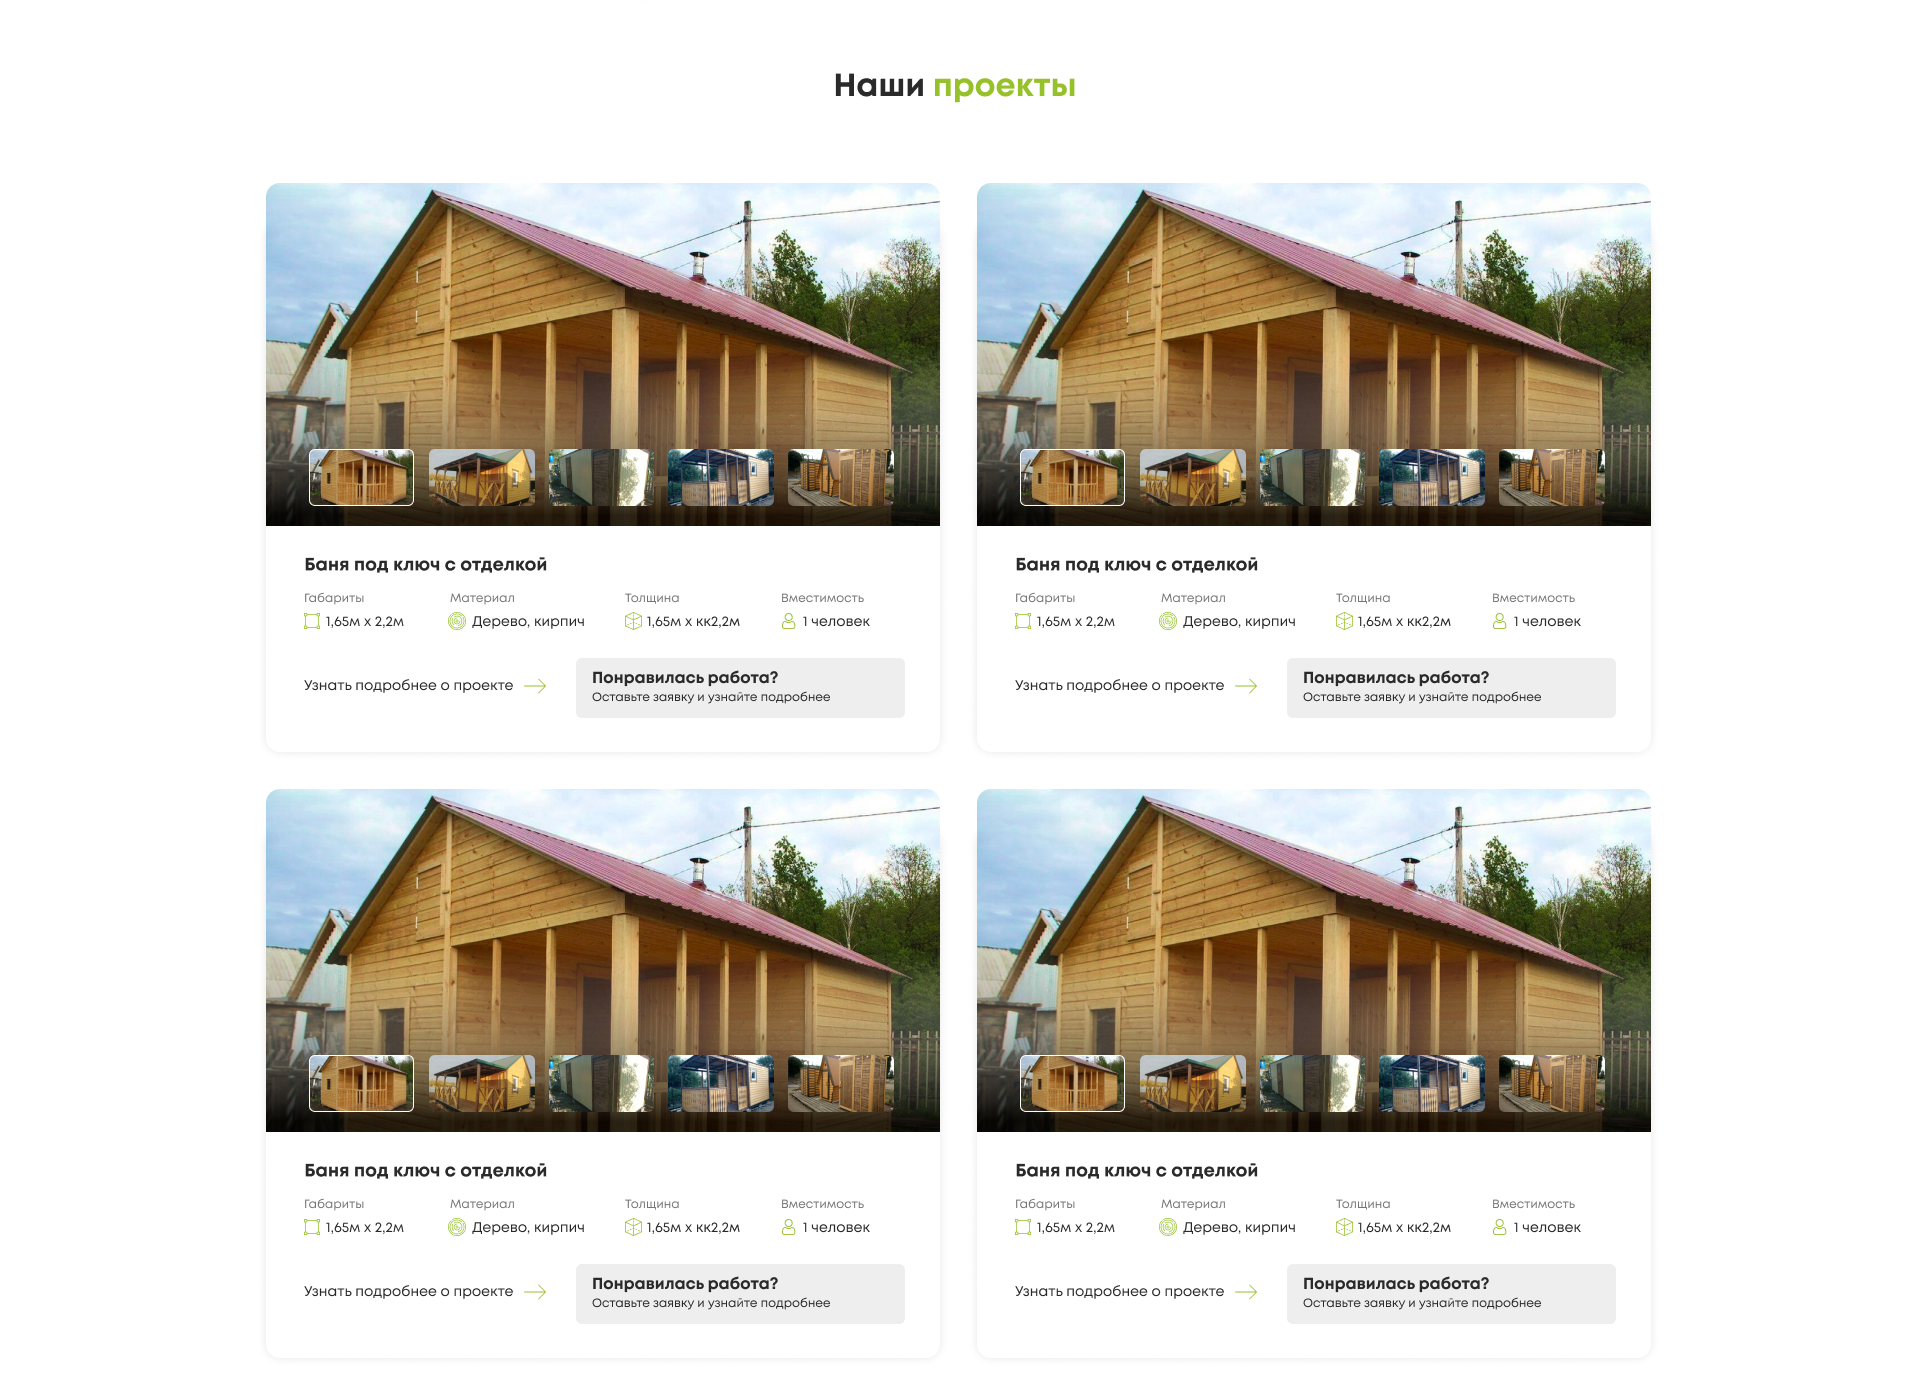 Наши проекты
Баня под ключ с отделкой
Габариты Материал Толщина Вместимость
1,65м х 2,2м Дерево, кирпич 1,65м х кк2,2м 1 человек
Узнать подробнее о проекте
Понравилась работа?
Оставьте заявку и узнайте подробнее
Баня под ключ с отделкой
Габариты Материал Толщина Вместимость
1,65м х 2,2м Дерево, кирпич 1,65м х кк2,2м 1 человек
Узнать подробнее о проекте
Понравилась работа?
Оставьте заявку и узнайте подробнее
Баня под ключ с отделкой
Габариты Материал Толщина Вместимость
1,65м х 2,2м Дерево, кирпич 1,65м х кк2,2м 1 человек
Узнать подробнее о проекте
Понравилась работа?
Оставьте заявку и узнайте подробнее
Баня под ключ с отделкой
Габариты Материал Толщина Вместимость
1,65м х 2,2м Дерево, кирпич 1,65м х кк2,2м 1 человек
Узнать подробнее о проекте
Понравилась работа?
Оставьте заявку и узнайте подробнее